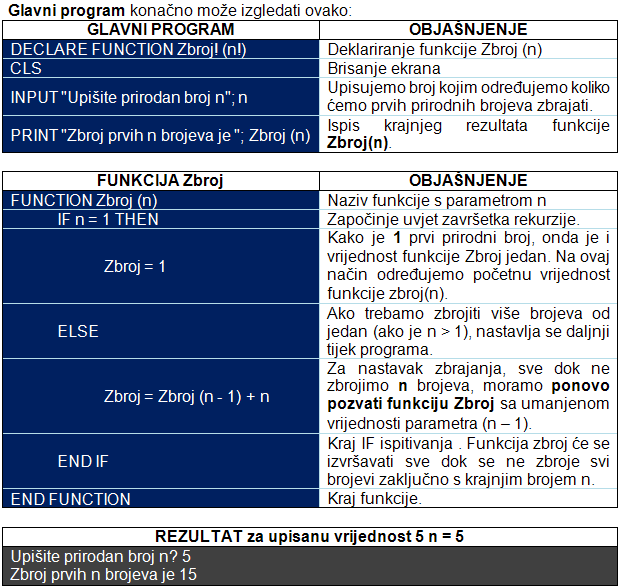 Glavni program konačno može izgledati ovako:
GLAVNI PROGRAM
OBJAŠNJENJE
DECLARE FUNCTION Zbroj! (n!)
Deklariranje funkcije Zbroj (n)
CLS
Brisanje ekrana
INPUT "Upišite prirodan broj n"; n
Upisujemo broj kojim određujemo koliko
ćemo prvih prirodnih brojeva zbrajati.
PRINT "Zbroj prvih n brojeva je "; Zbroj (n)
Ispis krajnjeg rezultata funkcije
Zbroj(n).
FUNKCIJA Zbroj
OBJAŠNJENJE
FUNCTION Zbroj (n)
Naziv funkcije s parametrom n
IF n = 1 THEN
Započinje uvjet završetka rekurzije.
Zbroj = 1
Kako je 1 prvi prirodni broj, onda je i
vrijednost funkcije Zbroj jedan. Na ovaj
način određujemo početnu vrijednost
funkcije zbroj(n).
ELSE
Ako trebamo zbrojiti više brojeva od
jedan (ako je n > 1), nastavlja se daljnji
tijek programa.
Zbroj = Zbroj (n - 1) + n
Za nastavak zbrajanja, sve dok ne
zbrojimo n brojeva, moramo ponovo
pozvati funkciju Zbroj sa umanjenom
vrijednosti parametra (n – 1).
END IF
Kraj IF ispitivanja . Funkcija zbroj će se
izvršavati sve dok se ne zbroje svi
brojevi zaključno s krajnjim brojem n.
END FUNCTION
Kraj funkcije.
REZULTAT za upisanu vrijednost 5 n = 5
Upišite prirodan broj n? 5
Zbroj prvih n brojeva je 15